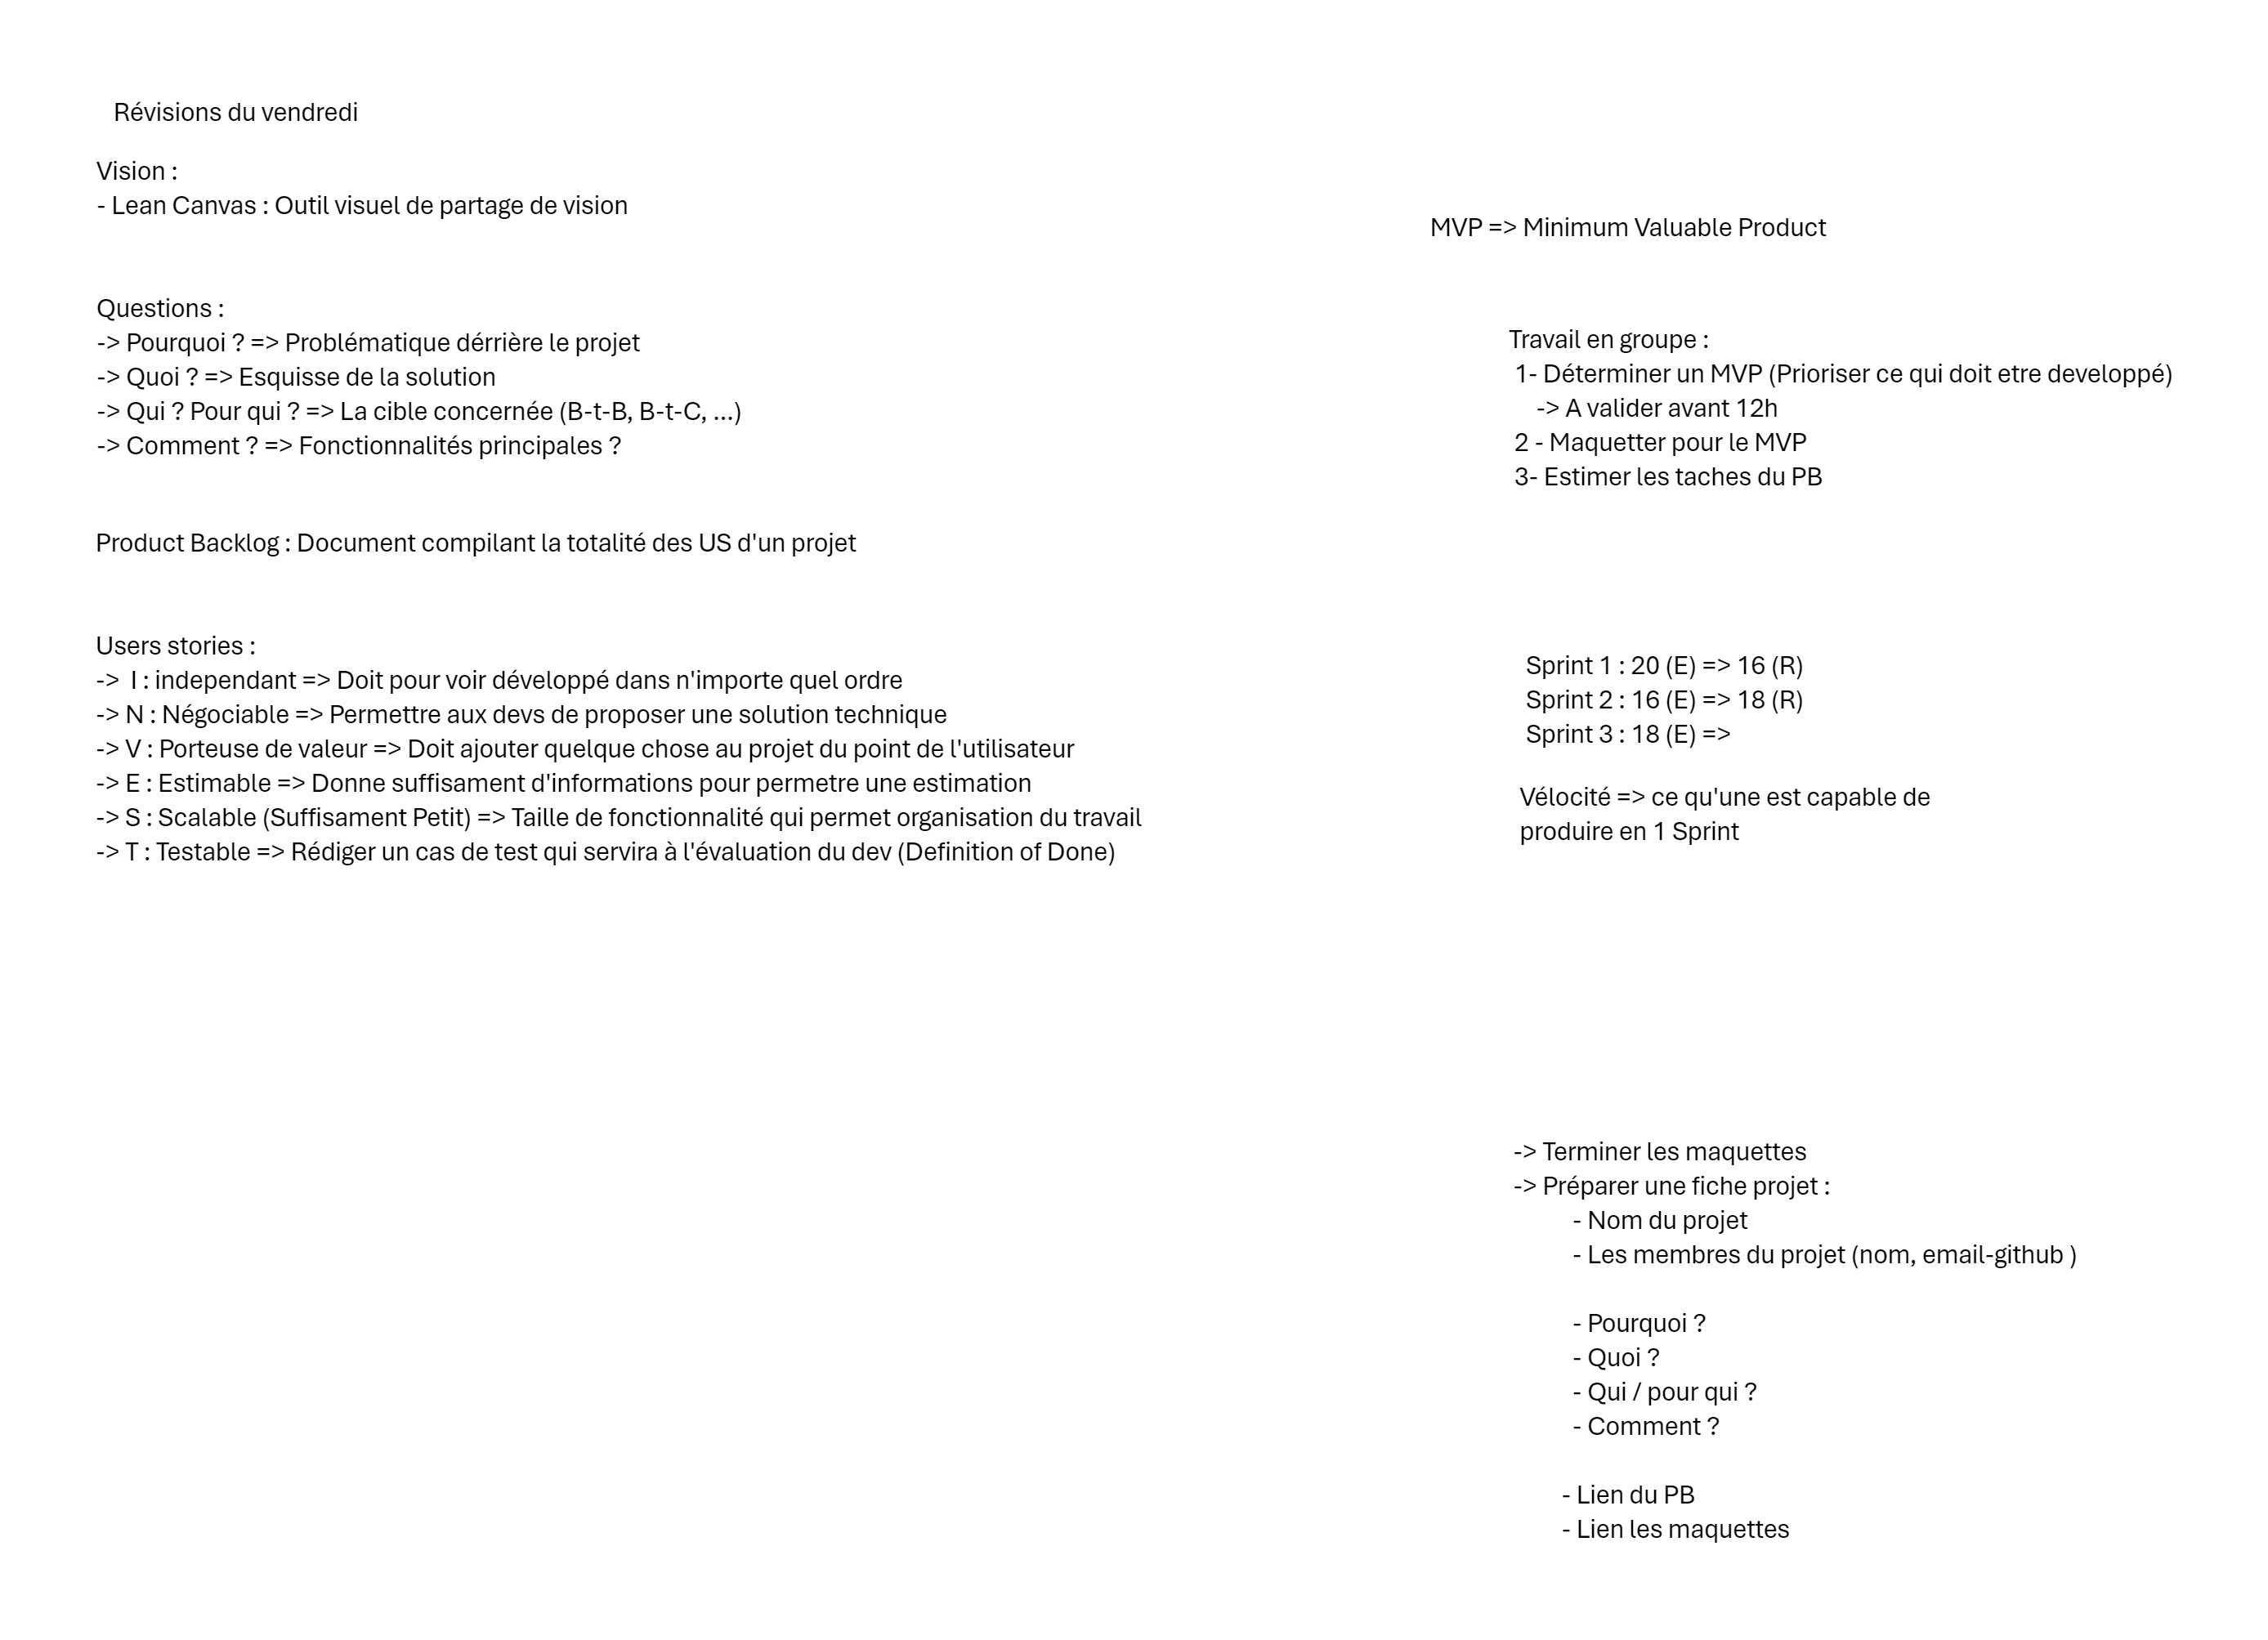 Révisions du vendredi
Vision :
- Lean Canvas : Outil visuel de partage de vision
Questions :
-> Pourquoi ? => Problématique dérrière le projet
-> Quoi ? => Esquisse de la solution
-> Qui ? Pour qui ? => La cible concernée (B-t-B, B-t-C, ...)
-> Comment ? => Fonctionnalités principales ?
Product Backlog : Document compilant la totalité des US d'un projet
Users stories :
-> I : independant => Doit pour voir développé dans n'importe quel ordre
-> N : Négociable => Permettre aux devs de proposer une solution technique
-> V : Porteuse de valeur => Doit ajouter quelque chose au projet du point de l'utilisateur
-> E : Estimable => Donne suffisament d'informations pour permetre une estimation
-> S : Scalable (Suffisament Petit) => Taille de fonctionnalité qui permet organisation du travail
-> T : Testable => Rédiger un cas de test qui servira à l'évaluation du dev (Definition of Done)
MVP => Minimum Valuable Product
Travail en groupe :
1- Déterminer un MVP (Prioriser ce qui doit etre developpé)
-> A valider avant 12h
2 - Maquetter pour le MVP
3- Estimer les taches du PB
Sprint 1 : 20 (E) => 16 (R)
Sprint 2 : 16 (E) => 18 (R)
Sprint 3 : 18 (E) =>
Vélocité => ce qu'une est capable de
produire en 1 Sprint
-> Terminer les maquettes
-> Préparer une fiche projet :
- Nom du projet
- Les membres du projet (nom, email-github )
- Pourquoi ?
- Quoi ?
- Qui / pour qui ?
- Comment ?
- Lien du PB
- Lien les maquettes